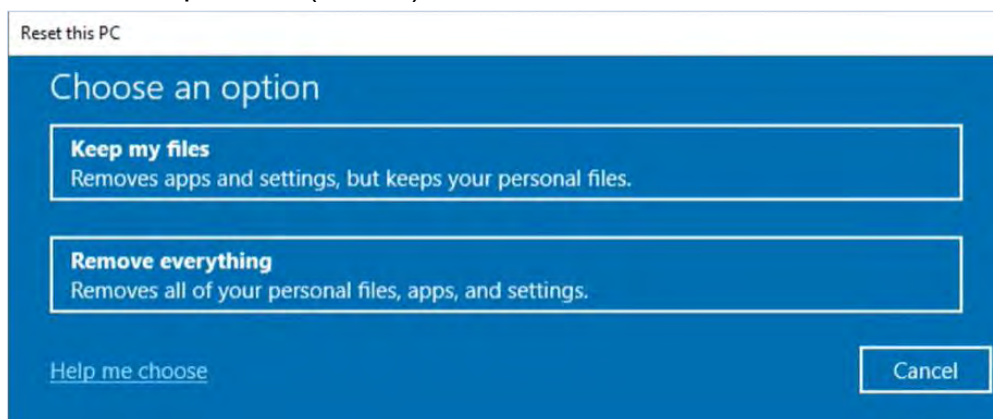 Reset this PC
Choose an option
Keep my files
Removes apps and settings, but keeps your personal files.
Remove everything
Removes all of your personal files, apps, and settings.
Help me choose
Cancel